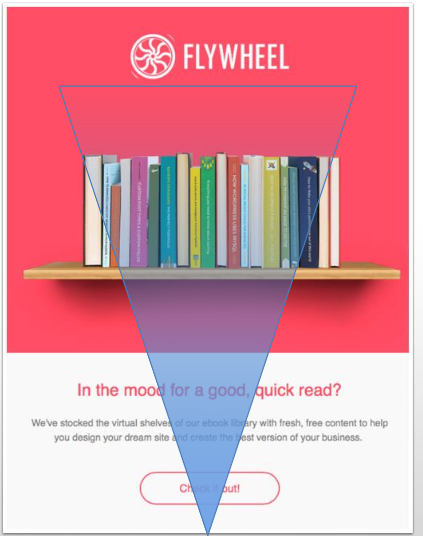 FLYWHEEL
In the mood for a good, quick read?
We've stocked the virtual shelves of our ebook library with fresh, free content to help
you design your dream site and create the best version of your business.
Check it out!